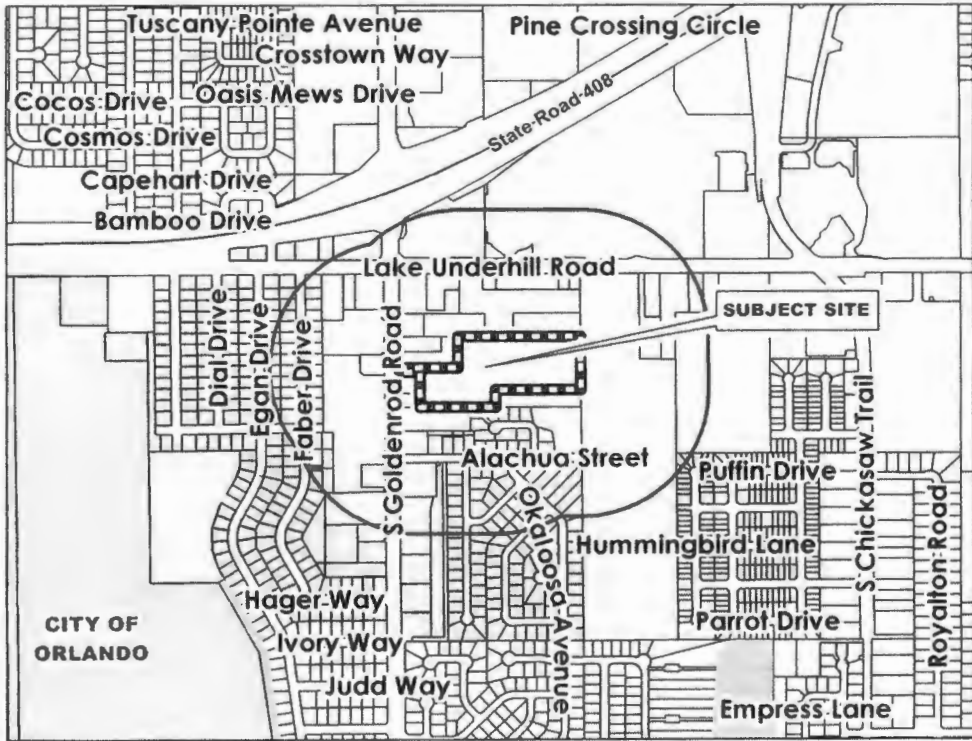 Tuscany Pointe Avenue
Pine Crossing Circle
Crosstown Way
Cocos Drive
Oasis Mews Drive
State Road 408
Cosmos Drive
Capehart Drive
Bamboo Drive
Lake Underhill Road
SUBJECT SITE
Dial Drive
Egan Drive
Faber Drive
S Goldenrod Road
Alachua Street
Okaloosa Avenue
Puffin Drive
S Chickasaw Trail
Royalton Road
Hummingbird Lane
Hager Way
Parrot Drive
CITY OF
ORLANDO
Ivory Way
Judd Way
Empress Lane